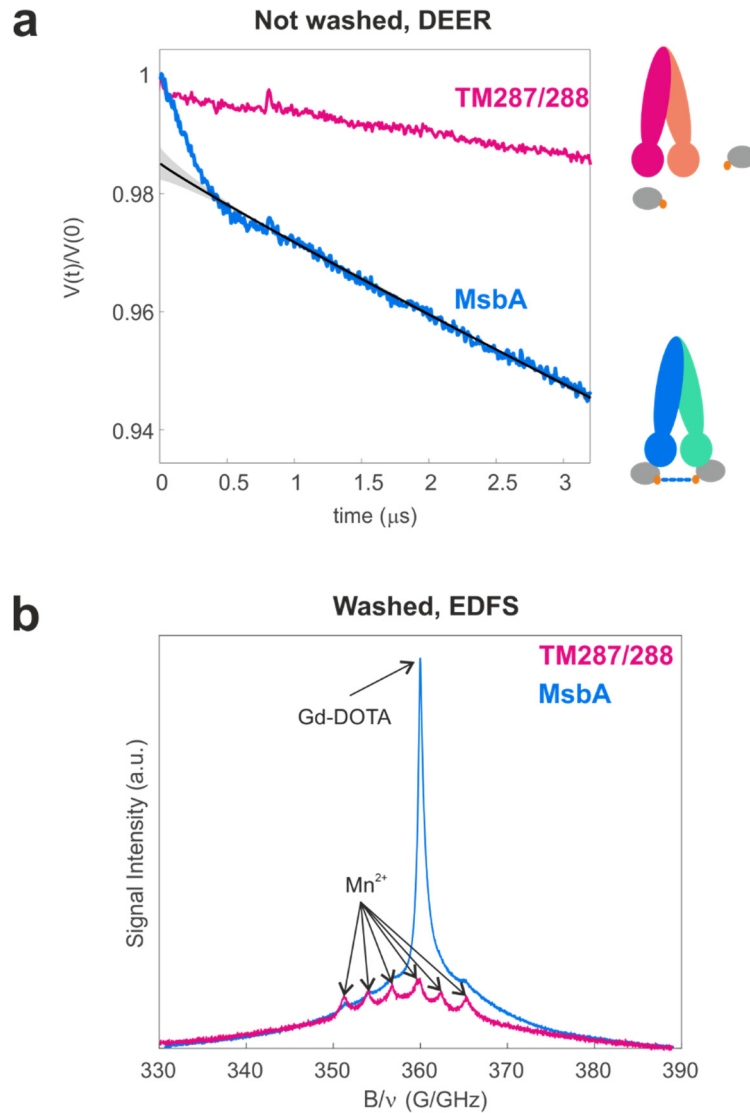 a
Not washed, DEER
1
0.98
0.96
0.94
V(t)/V(0)
TM287/288
MsbA
0 0.5 1 1.5 2 2.5 3
time (μs)
b
Washed, EDFS
TM287/288
MsbA
Gd-DOTA
Mn²⁺
Signal Intensity (a.u.)
330 340 350 360 370 380 390
B/ν (G/GHz)